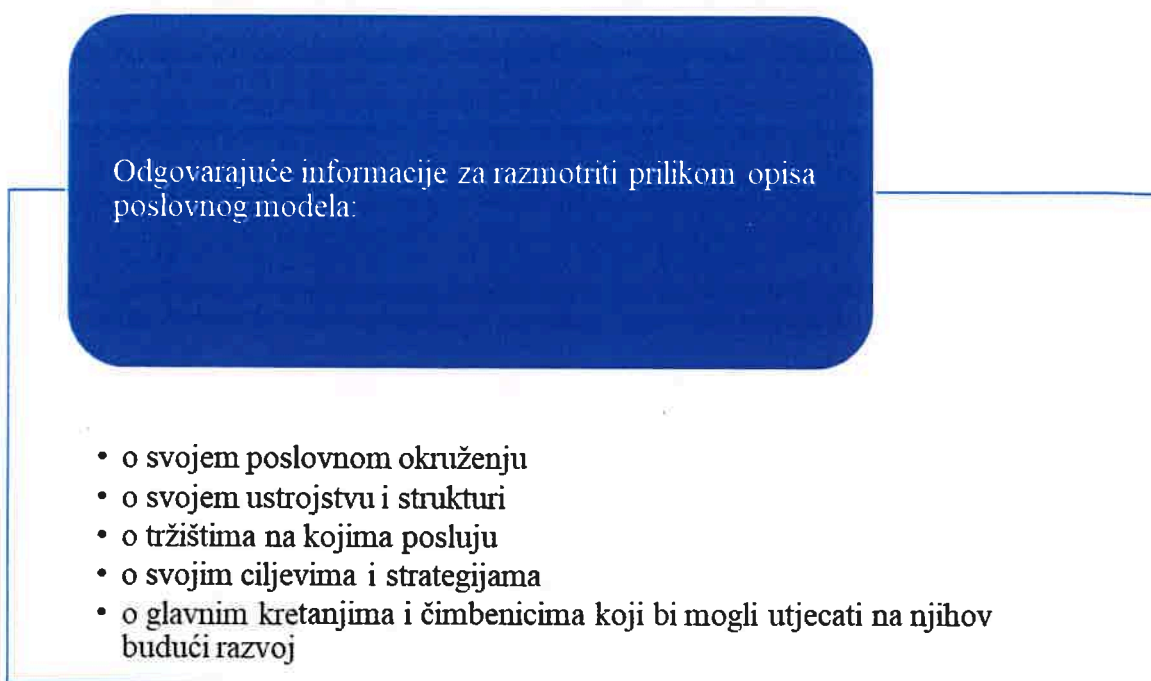 Odgovarajuće informacije za razmotriti prilikom opisa
poslovnog modela:
• o svojem poslovnom okruženju
• o svojem ustrojstvu i strukturi
• o tržištima na kojima posluju
• o svojim ciljevima i strategijama
• o glavnim kretanjima i čimbenicima koji bi mogli utjecati na njihov
budući razvoj